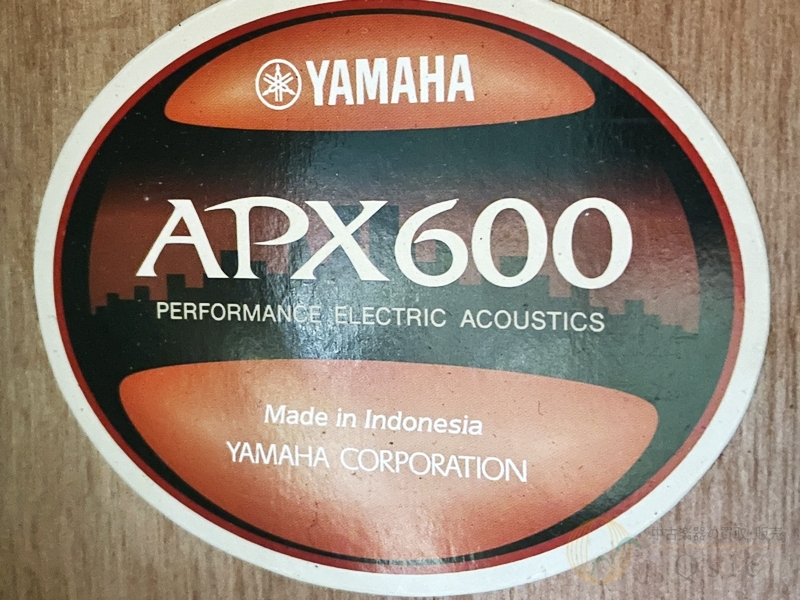 YAMAHA
APX600
PERFORMANCE ELECTRIC ACOUSTICS
Made in Indonesia
YAMAHA CORPORATION